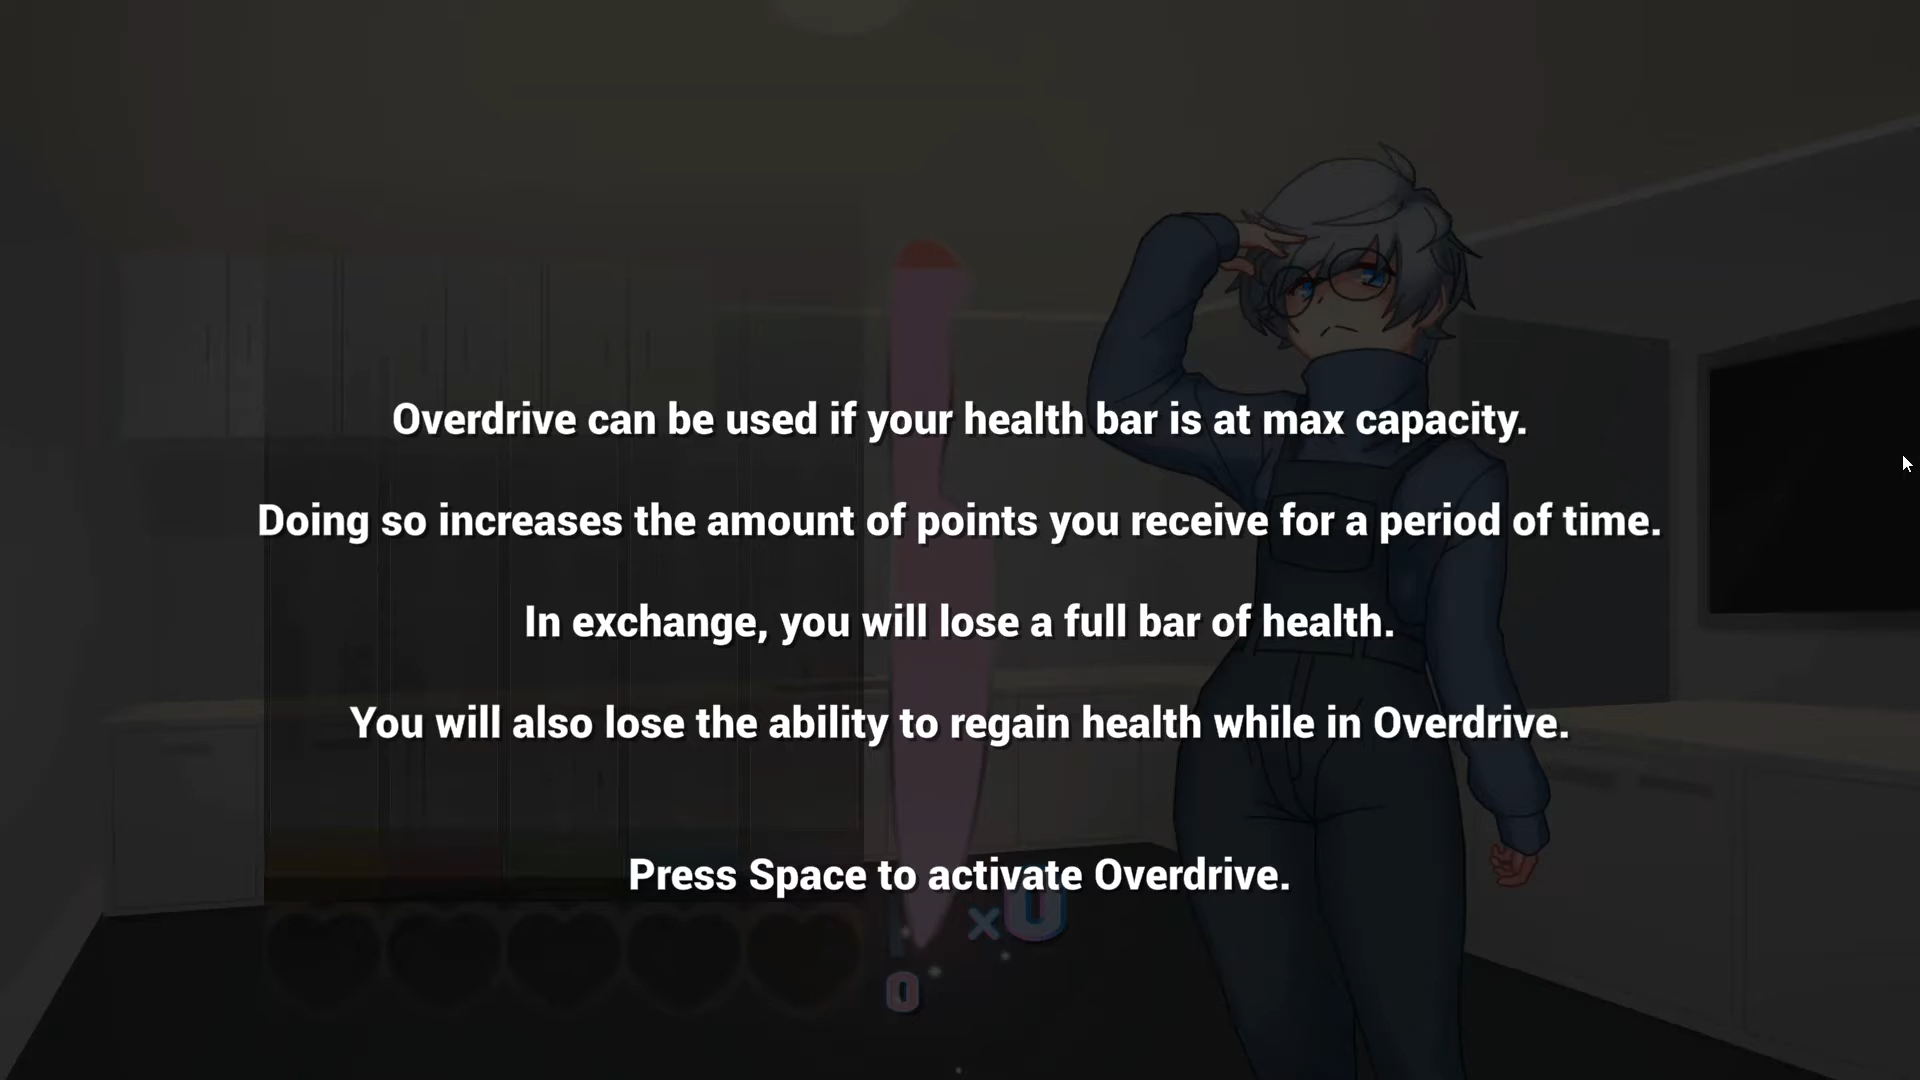 Overdrive can be used if your health bar is at max capacity.
Doing so increases the amount of points you receive for a period of time.
In exchange, you will lose a full bar of health.
You will also lose the ability to regain health while in Overdrive.
Press Space to activate Overdrive.
x0
0